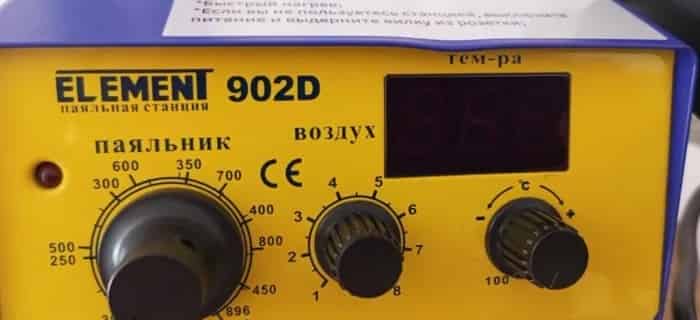 *Быстрый нагрев;
*Если вы не пользуетесь станцией, выключите
питание и выдерните вилку из розетки;
ELEMENT 902D
паяльная станция
тем-ра
паяльник
воздух
600 350
300 700
CE
400
500 800
250
450
896
4 5
3 6
2 7
1 8
°C
- +
100